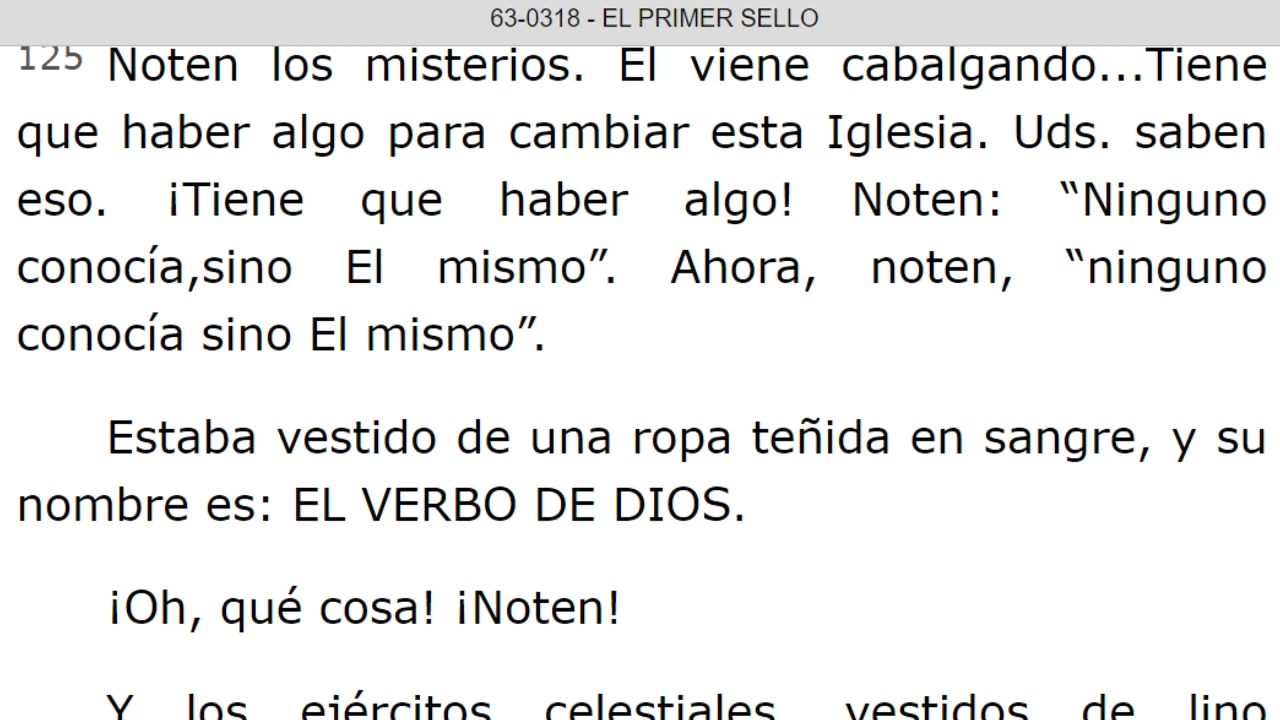 63-0318 - EL PRIMER SELLO
125 Noten los misterios. El viene cabalgando...Tiene
que haber algo para cambiar esta Iglesia. Uds. saben
eso. ¡Tiene que haber algo! Noten: “Ninguno
conocía,sino El mismo”. Ahora, noten, “ninguno
conocía sino El mismo”.
Estaba vestido de una ropa teñida en sangre, y su
nombre es: EL VERBO DE DIOS.
¡Oh, qué cosa! ¡Noten!
Y los ejércitos celestiales, vestidos de lino